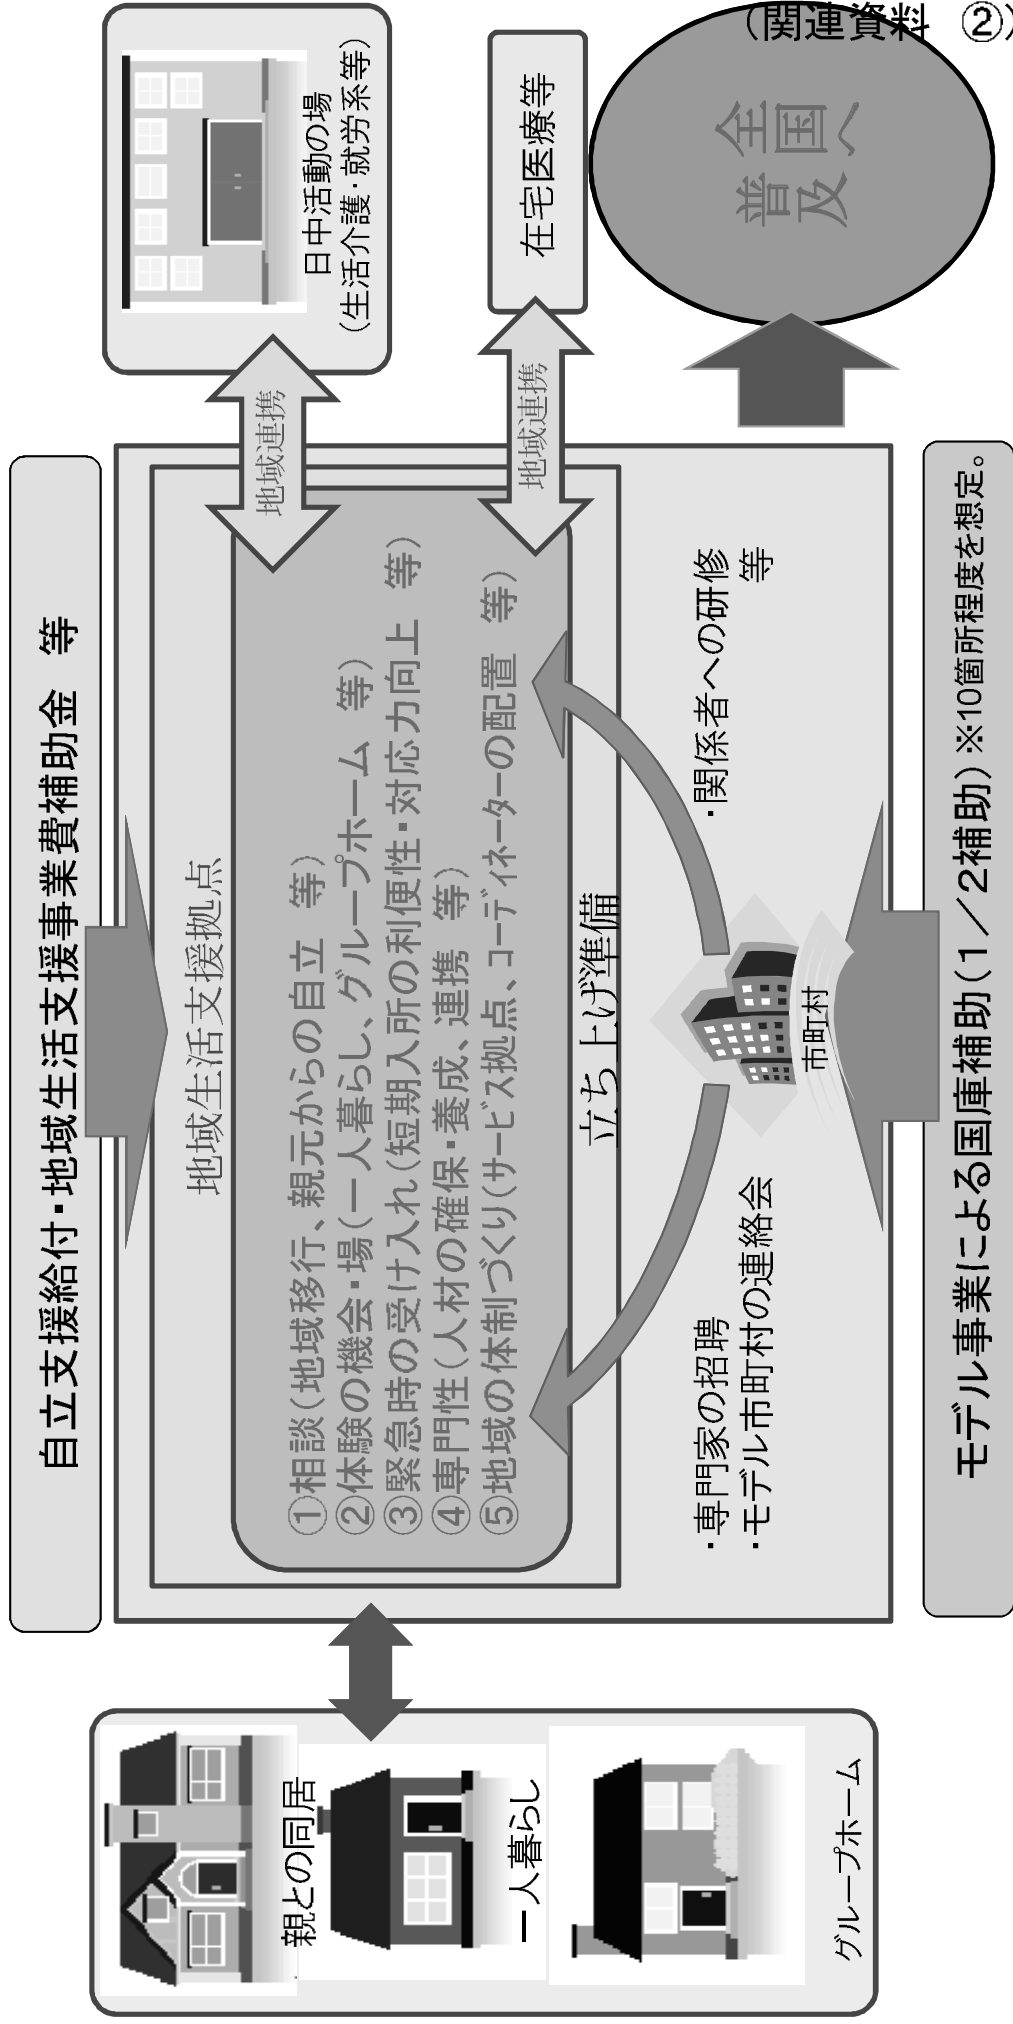 (関連資料 ②)
自立支援給付・地域生活支援事業費補助金 等
地域生活支援拠点
①相談(地域移行、親元からの自立 等)
②体験の機会・場(一人暮らし、グループホーム 等)
③緊急時の受け入れ(短期入所の利便性・対応力向上 等)
④専門性(人材の確保・養成、連携 等)
⑤地域の体制づくり(サービス拠点、コーディネーターの配置 等)
立ち上げ準備
・専門家の招聘
・モデル市町村の連絡会
・関係者への研修
等
市町村
モデル事業による国庫補助(1/2補助)※10箇所程度を想定。
親との同居
一人暮らし
グループホーム
地域連携
日中活動の場
(生活介護・就労系等)
地域連携
在宅医療等
全国へ
普及